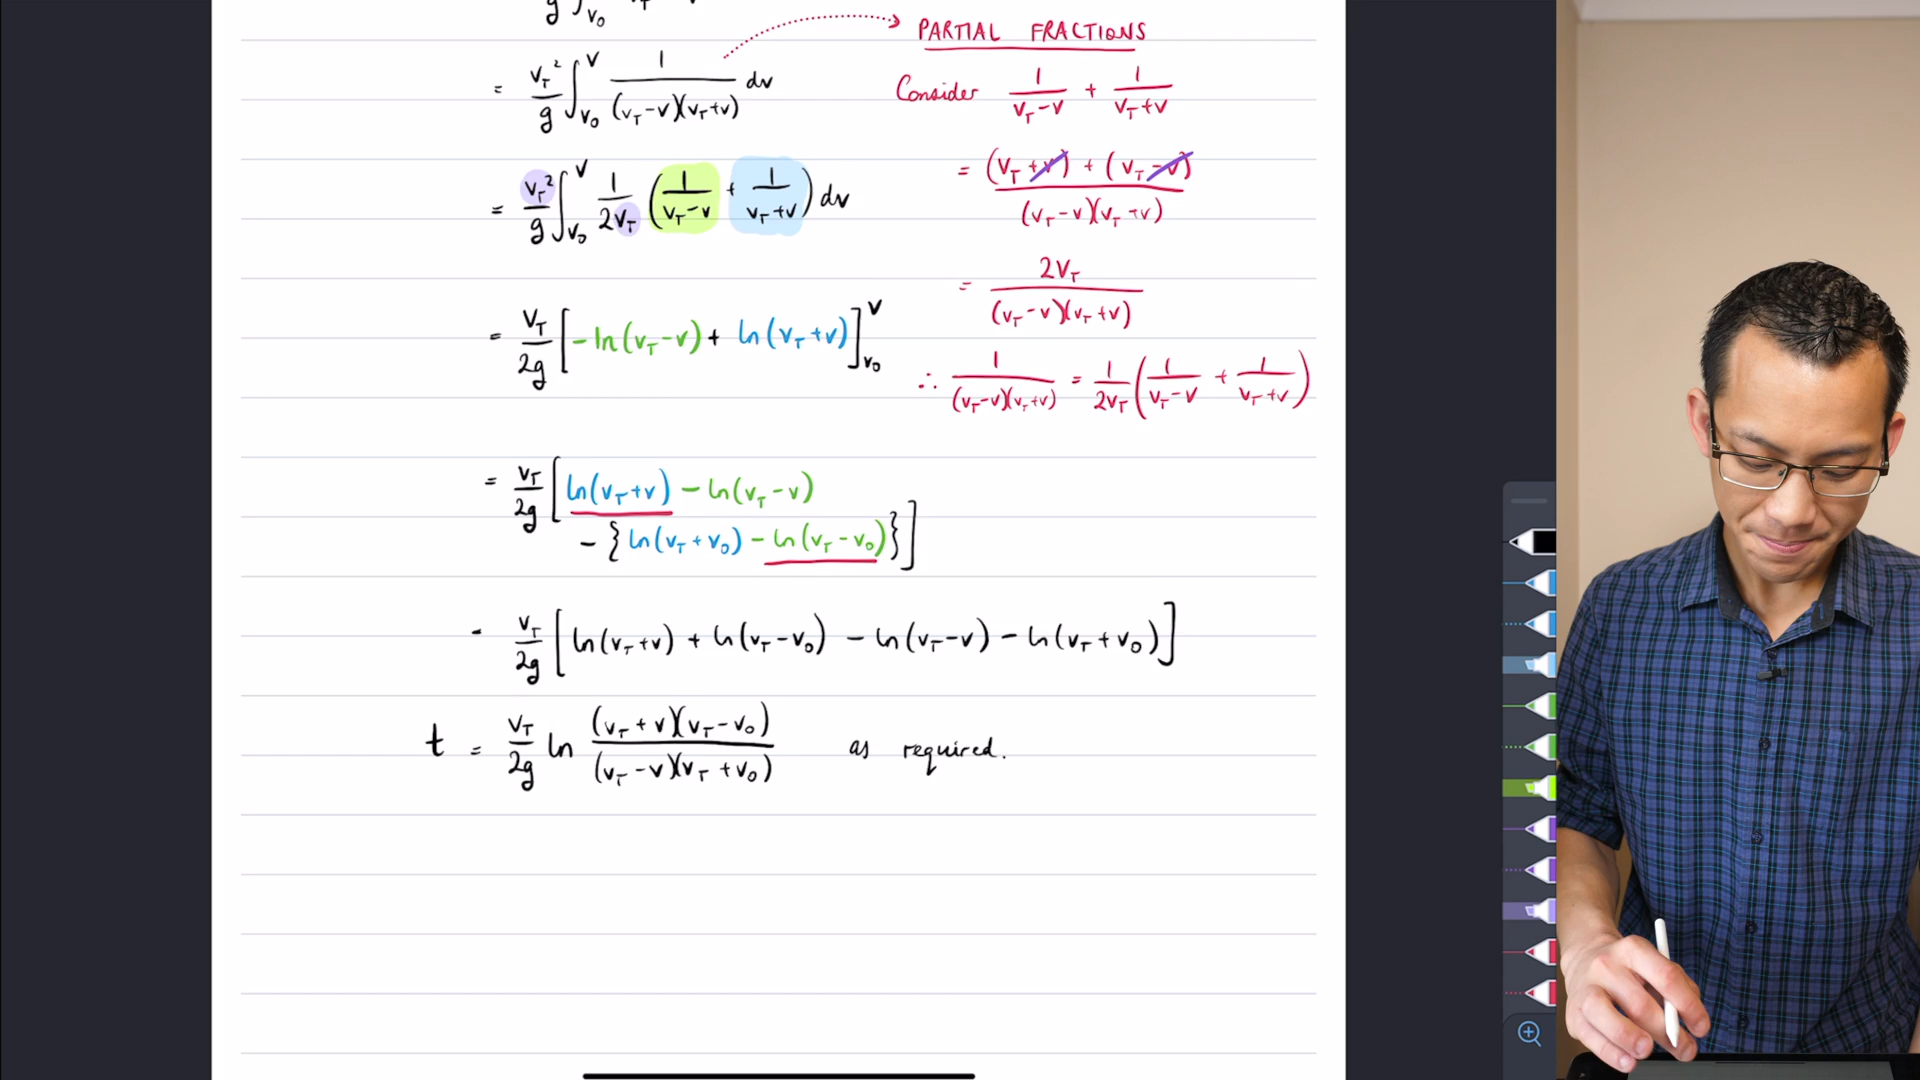 g ∫v₀
PARTIAL FRACTIONS
= v_T²/g ∫_{v₀}^{v} 1/((v_T-v)(v_T+v)) dv
Consider 1/(v_T-v) + 1/(v_T+v)
= v_T²/g ∫_{v₀}^{v} 1/(2v_T) (1/(v_T-v) + 1/(v_T+v)) dv
= ((v_T+v) + (v_T-v))/((v_T-v)(v_T+v))
= 2v_T/((v_T-v)(v_T+v))
= v_T/2g [-ln(v_T-v) + ln(v_T+v)]_{v₀}^{v}
∴ 1/((v_T-v)(v_T+v)) = 1/(2v_T) (1/(v_T-v) + 1/(v_T+v))
= v_T/2g [ln(v_T+v) - ln(v_T-v)
- {ln(v_T+v₀) - ln(v_T-v₀)}]
= v_T/2g [ln(v_T+v) + ln(v_T-v₀) - ln(v_T-v) - ln(v_T+v₀)]
t = v_T/2g ln ((v_T+v)(v_T-v₀))/((v_T-v)(v_T+v₀)) as required.